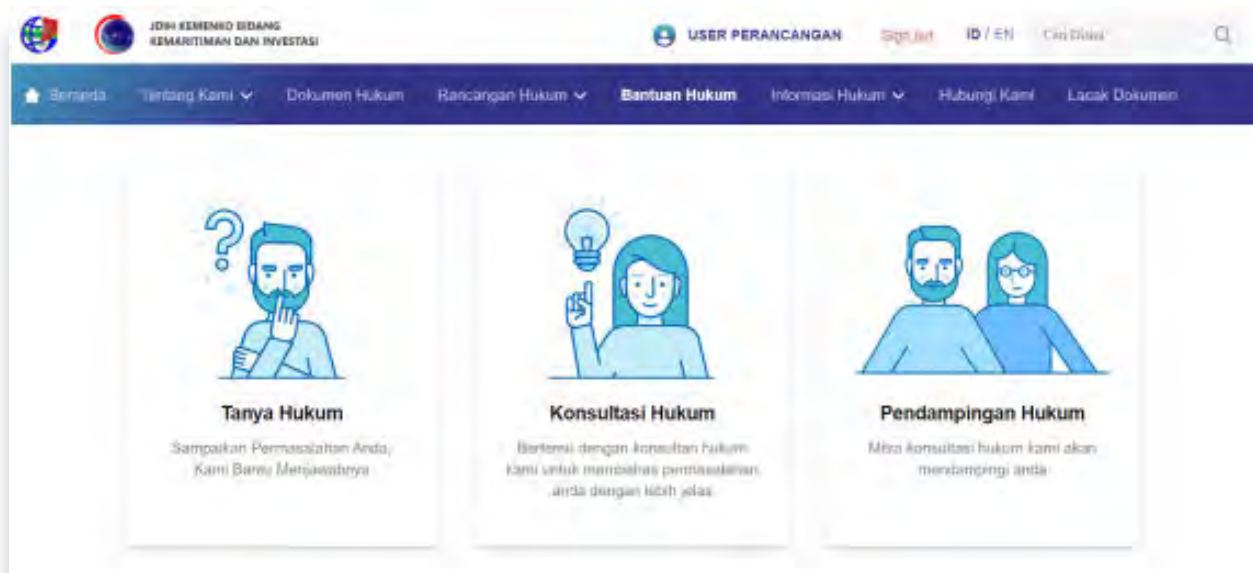 JDIH KEMENKO BIDANG
KEMARITIMAN DAN INVESTASI
USER PERANCANGAN
Sign out
ID / EN
Beranda
Tentang Kami
Dokumen Hukum
Rancangan Hukum
Bantuan Hukum
Informasi Hukum
Hubungi Kami
Lacak Dokumen
Tanya Hukum
Sampaikan Permasalahan Anda,
Kami Bantu Menjawabnya
Konsultasi Hukum
Bertemu dengan konsultan hukum
kami untuk membahas permasalahan
anda dengan lebih jelas
Pendampingan Hukum
Mitra konsultasi hukum kami akan
mendampingi anda